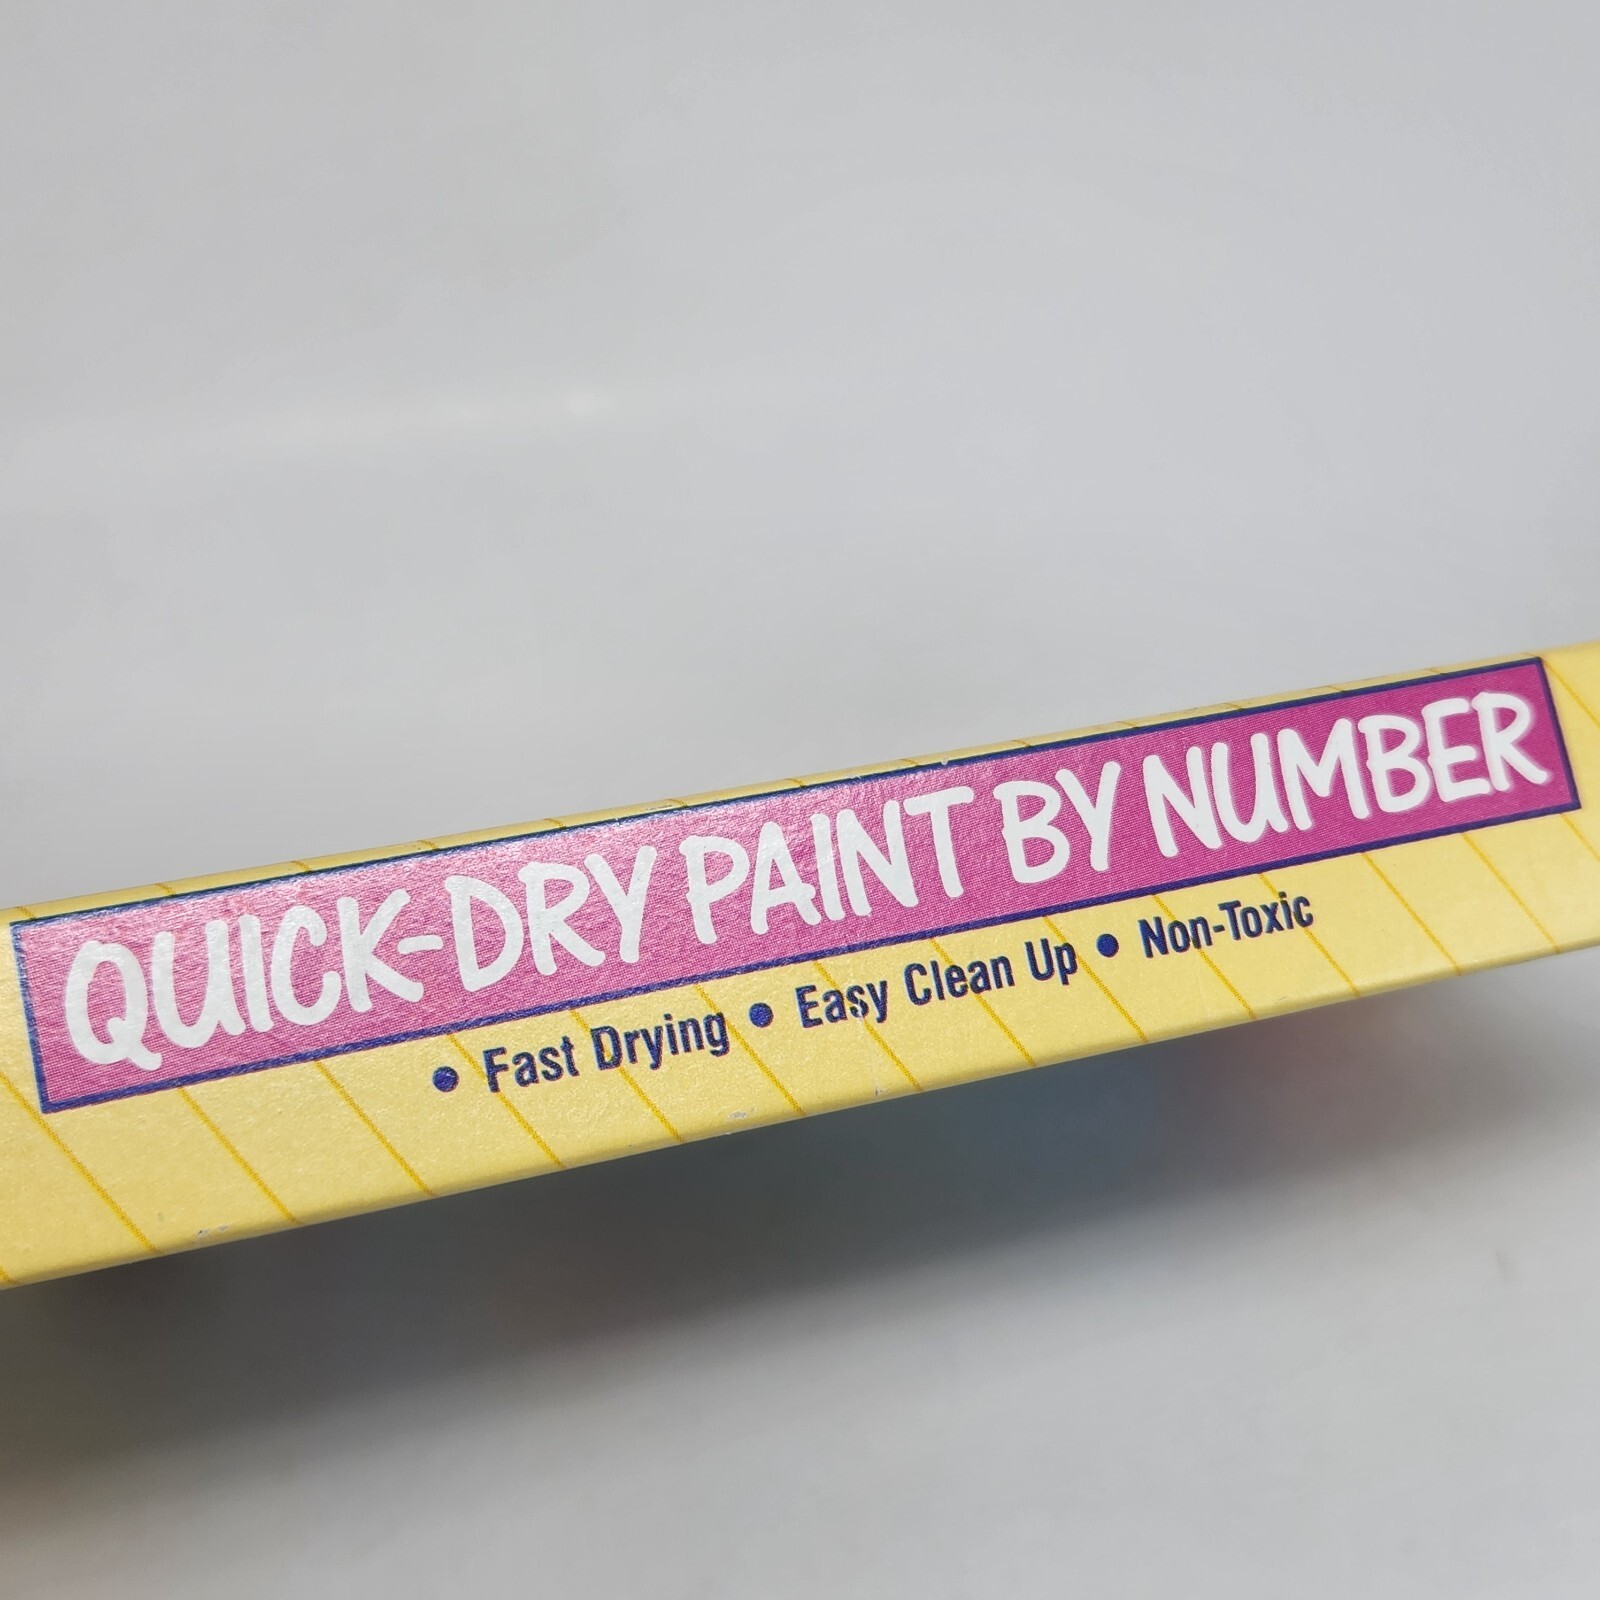 QUICK-DRY PAINT BY NUMBER
• Fast Drying • Easy Clean Up • Non-Toxic